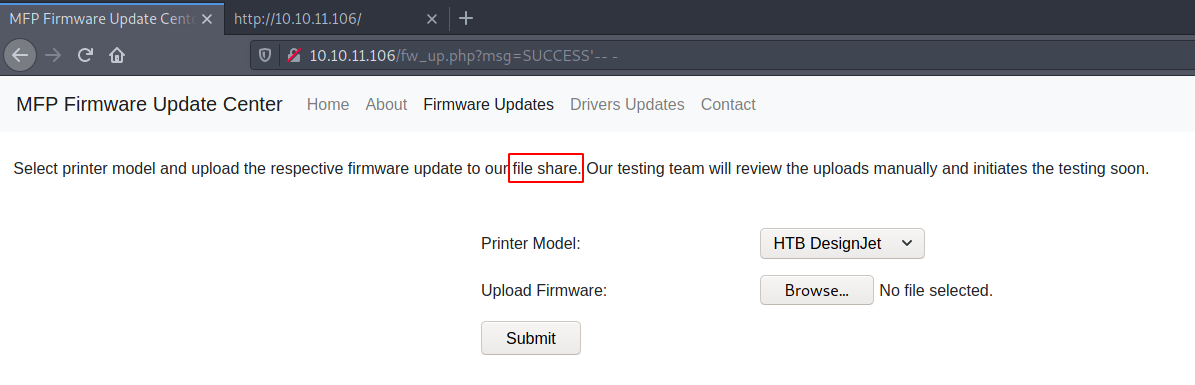 MFP Firmware Update Cent
http://10.10.11.106/
10.10.11.106/fw_up.php?msg=SUCCESS'-- -
MFP Firmware Update Center Home About Firmware Updates Drivers Updates Contact
Select printer model and upload the respective firmware update to our file share. Our testing team will review the uploads manually and initiates the testing soon.
Printer Model: HTB DesignJet
Upload Firmware: Browse... No file selected.
Submit